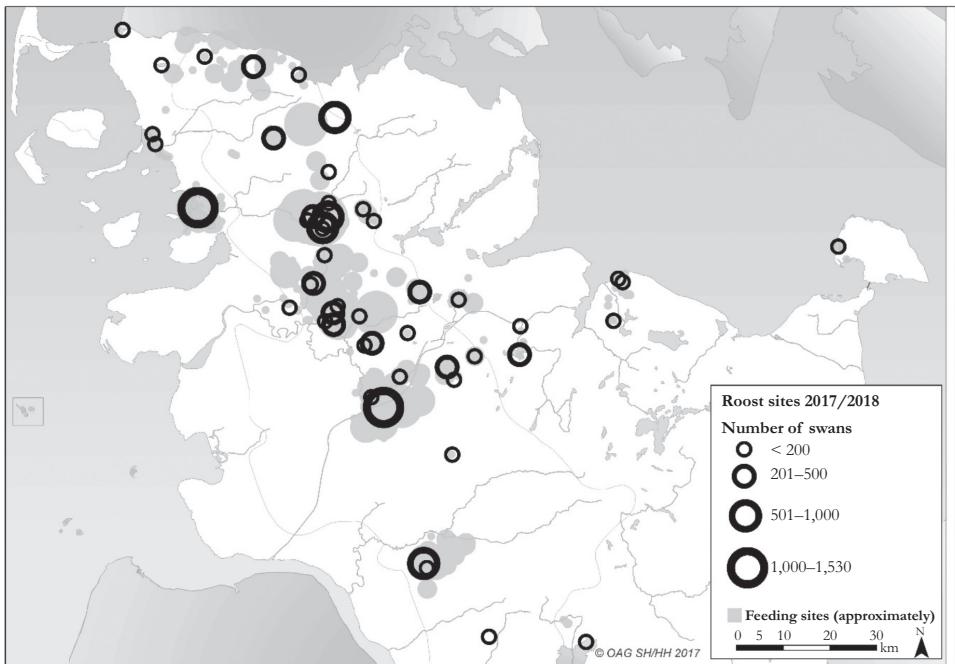 Roost sites 2017/2018
Number of swans
< 200
201–500
501–1,000
1,000–1,530
Feeding sites (approximately)
0 5 10 20 30
km
N
© OAG SH/HH 2017